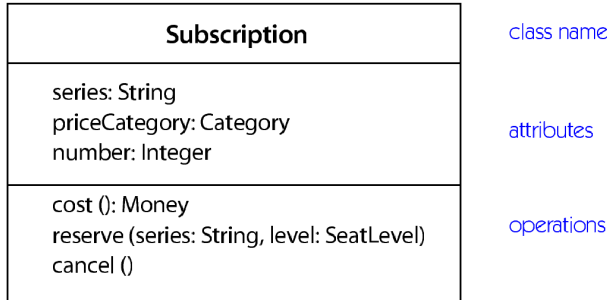 Subscription
class name
series: String
priceCategory: Category
number: Integer
attributes
cost (): Money
reserve (series: String, level: SeatLevel)
cancel ()
operations